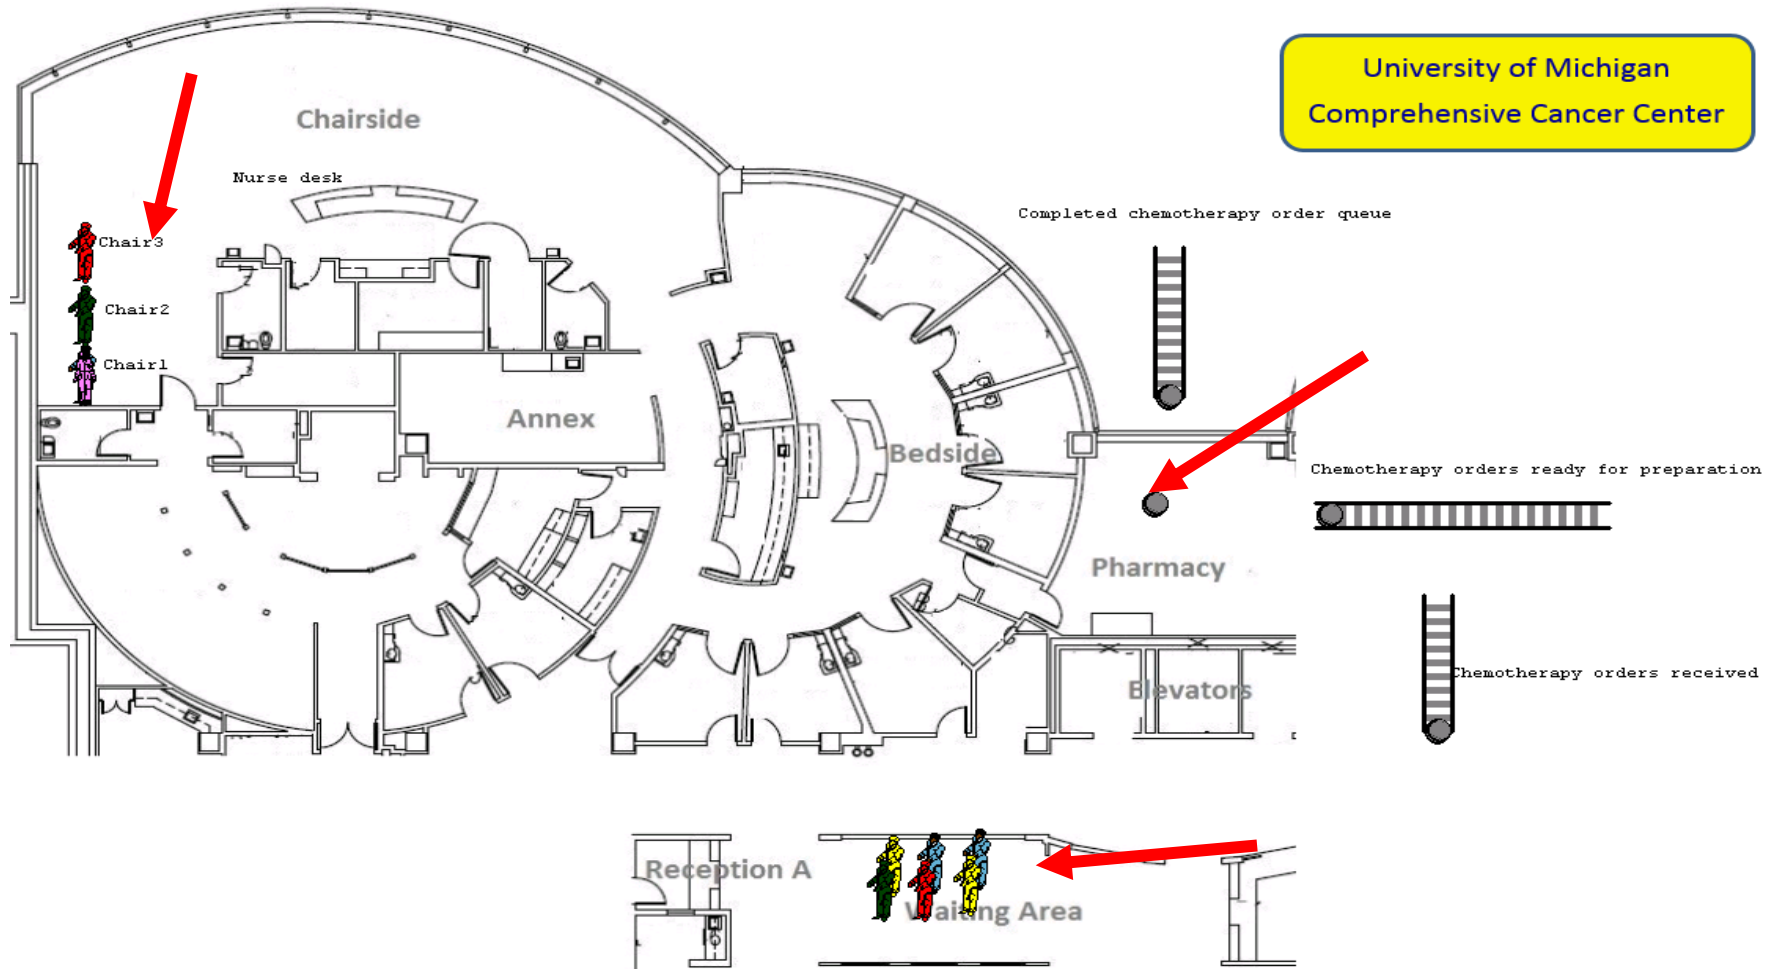 University of Michigan
Comprehensive Cancer Center
Chairside
Nurse desk
Completed chemotherapy order queue
Chair3
Chair2
Chair1
Annex
Bedside
Chemotherapy orders ready for preparation
Pharmacy
Chemotherapy orders received
Elevators
Reception A
Waiting Area